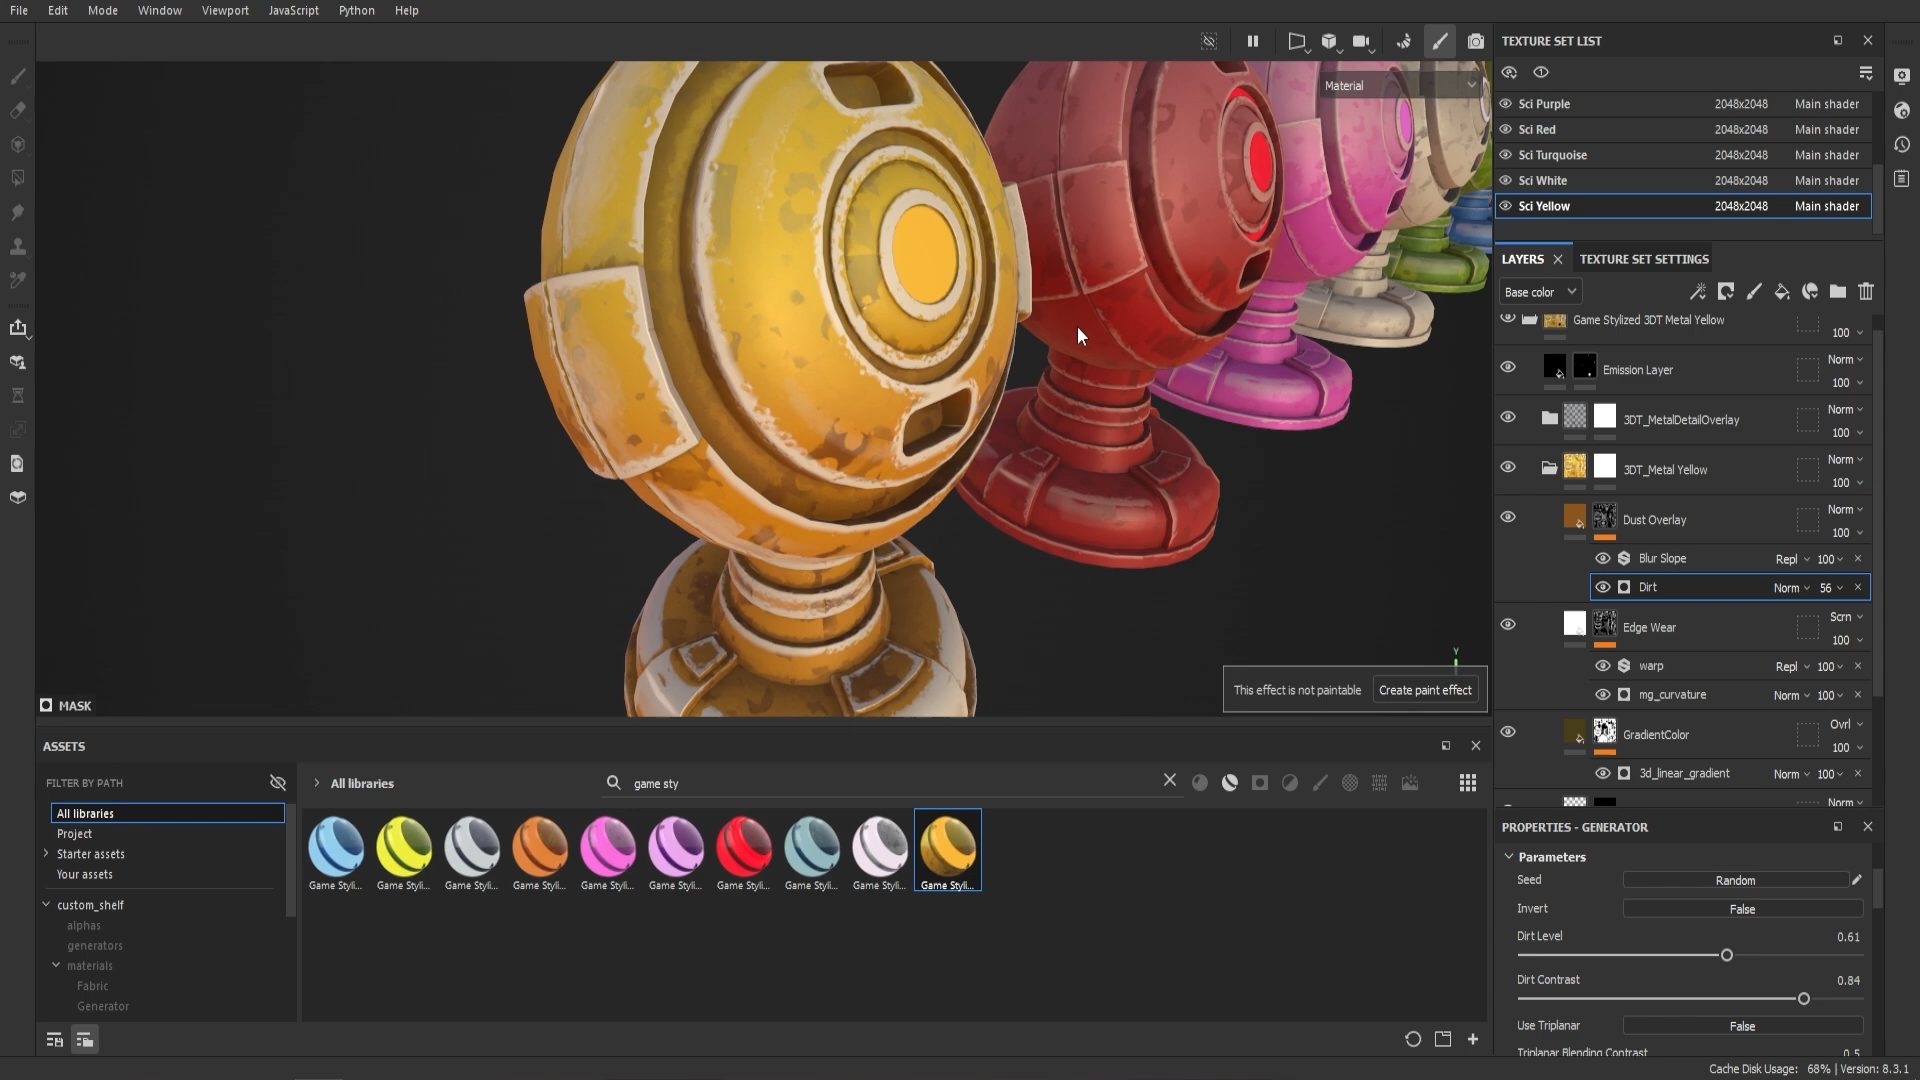 File Edit Mode Window Viewport JavaScript Python Help
Material
TEXTURE SET LIST
Sci Purple 2048x2048 Main shader
Sci Red 2048x2048 Main shader
Sci Turquoise 2048x2048 Main shader
Sci White 2048x2048 Main shader
Sci Yellow 2048x2048 Main shader
LAYERS TEXTURE SET SETTINGS
Base color
Game Stylized 3DT Metal Yellow 100
Emission Layer Norm 100
3DT_MetalDetailOverlay Norm 100
3DT_Metal Yellow Norm 100
Dust Overlay Norm 100
Blur Slope Repl 100
Dirt Norm 56
Edge Wear Scrn 100
warp Repl 100
mg_curvature Norm 100
GradientColor Ovrl 100
3d_linear_gradient Norm 100
Norm
Y
This effect is not paintable Create paint effect
MASK
ASSETS
FILTER BY PATH
All libraries
Project
Starter assets
Your assets
custom_shelf
alphas
generators
materials
Fabric
Generator
All libraries game sty
Game Styli... Game Styli... Game Styli... Game Styli... Game Styli... Game Styli... Game Styli... Game Styli... Game Styli... Game Styli...
PROPERTIES - GENERATOR
Parameters
Seed Random
Invert False
Dirt Level 0.61
Dirt Contrast 0.84
Use Triplanar False
Triplanar Blending Contrast 0.5
Cache Disk Usage: 68% | Version: 8.3.1